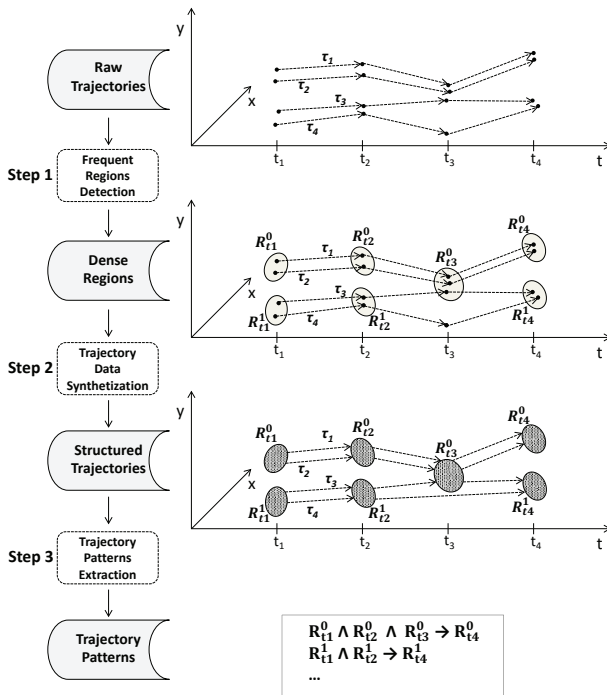 Raw
Trajectories
Step 1
Frequent
Regions
Detection
Dense
Regions
Step 2
Trajectory
Data
Synthetization
Structured
Trajectories
Step 3
Trajectory
Patterns
Extraction
Trajectory
Patterns
y
x
τ₁
τ₂
τ₃
τ₄
t₁ t₂ t₃ t₄ t
y
x
R⁰ₜ₁ R⁰ₜ₂ R⁰ₜ₃ R⁰ₜ₄
τ₁
τ₂
τ₃
τ₄
R¹ₜ₁ R¹ₜ₂ R¹ₜ₄
t₁ t₂ t₃ t₄ t
y
x
R⁰ₜ₁ R⁰ₜ₂ R⁰ₜ₃ R⁰ₜ₄
τ₁
τ₂
τ₃
τ₄
R¹ₜ₁ R¹ₜ₂ R¹ₜ₄
t₁ t₂ t₃ t₄ t
R⁰ₜ₁ ∧ R⁰ₜ₂ ∧ R⁰ₜ₃ → R⁰ₜ₄
R¹ₜ₁ ∧ R¹ₜ₂ → R¹ₜ₄
...